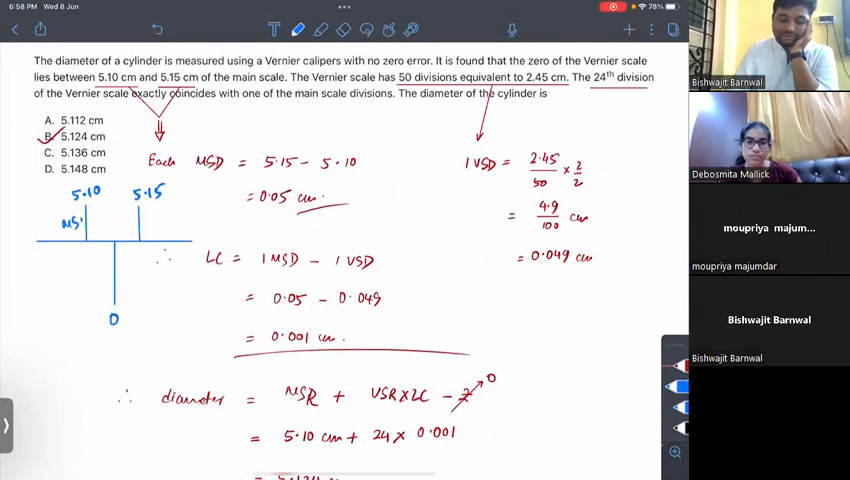 6:58 PM Wed 8 Jun
78%
The diameter of a cylinder is measured using a Vernier calipers with no zero error. It is found that the zero of the Vernier scale
lies between 5.10 cm and 5.15 cm of the main scale. The Vernier scale has 50 divisions equivalent to 2.45 cm. The 24th division
of the Vernier scale exactly coincides with one of the main scale divisions. The diameter of the cylinder is
A. 5.112 cm
B. 5.124 cm
C. 5.136 cm
D. 5.148 cm
Each MSD = 5.15 - 5.10
= 0.05 cm.
1 VSD = 2.45/50 × 2/2
= 4.9/100 cm
= 0.049 cm
5.10 5.15
MS
0
∴ LC = 1 MSD - 1 VSD
= 0.05 - 0.049
= 0.001 cm.
∴ diameter = MSR + VSR×LC - Z 0
= 5.10 cm + 24 × 0.001
Bishwajit Barnwal
Debosmita Mallick
moupriya majum...
moupriya majumdar
Bishwajit Barnwal
Bishwajit Barnwal